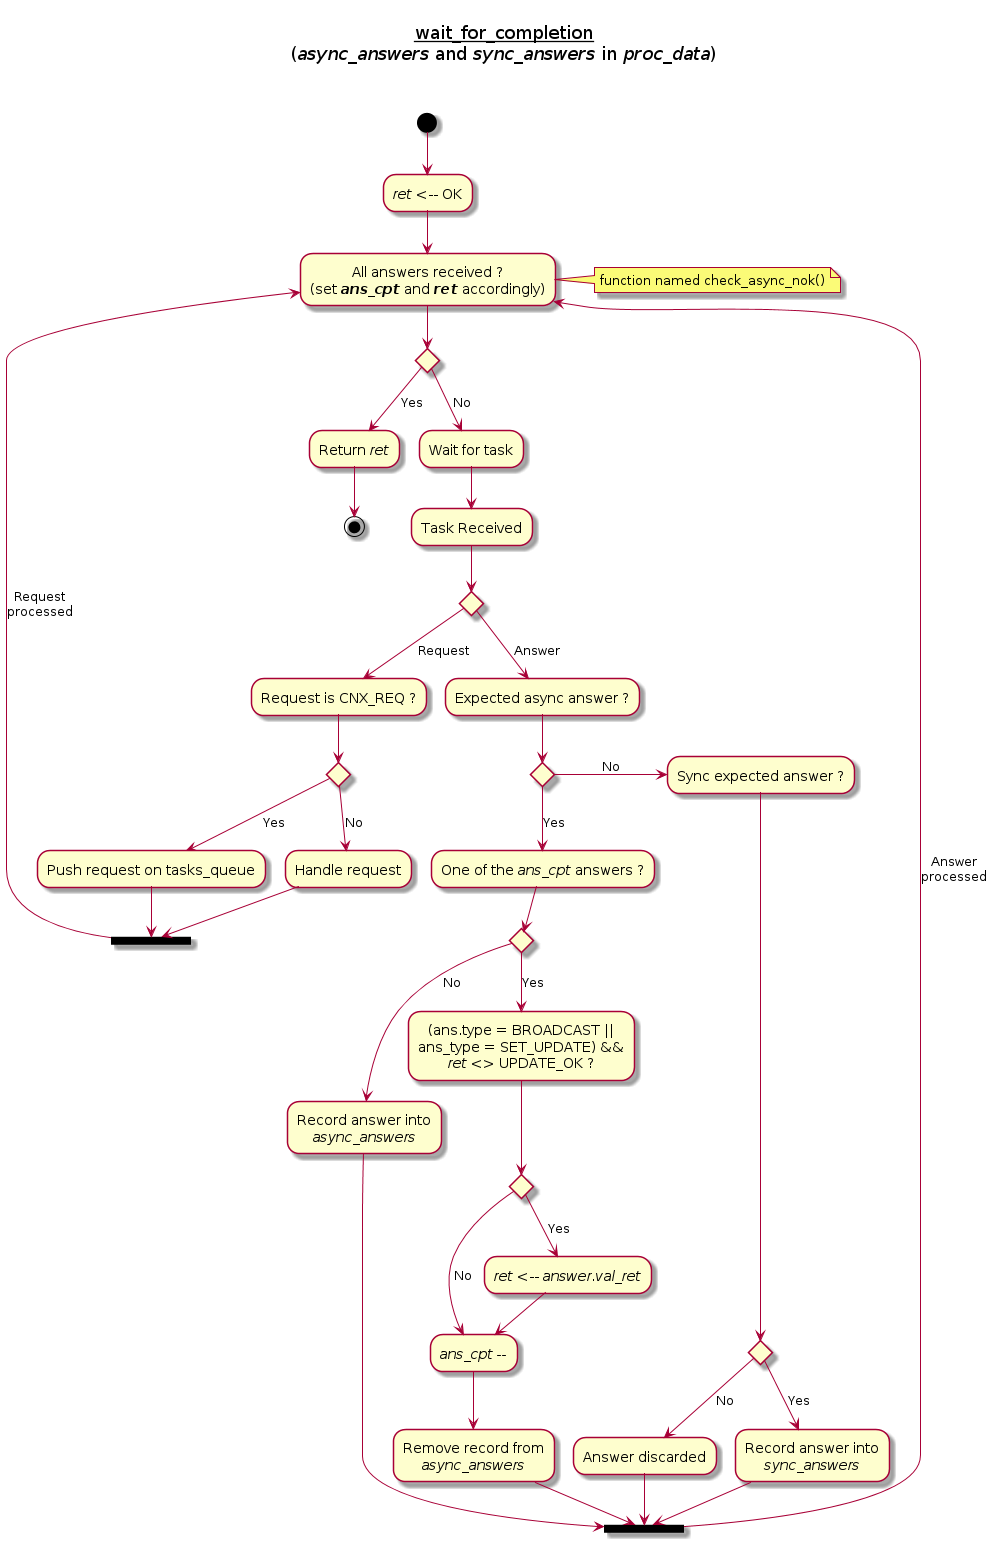 wait_for_completion
(async_answers and sync_answers in proc_data)
ret <-- OK
All answers received ?
(set ans_cpt and ret accordingly)
function named check_async_nok()
Yes
No
Return ret
Wait for task
Task Received
Request
processed
Request
Answer
Request is CNX_REQ ?
Expected async answer ?
No
Sync expected answer ?
Yes
No
Yes
Push request on tasks_queue
Handle request
One of the ans_cpt answers ?
Answer
processed
No
Yes
(ans.type = BROADCAST ||
ans_type = SET_UPDATE) &&
ret <> UPDATE_OK ?
Record answer into
async_answers
Yes
No
ret <-- answer.val_ret
ans_cpt --
No
Yes
Remove record from
async_answers
Answer discarded
Record answer into
sync_answers